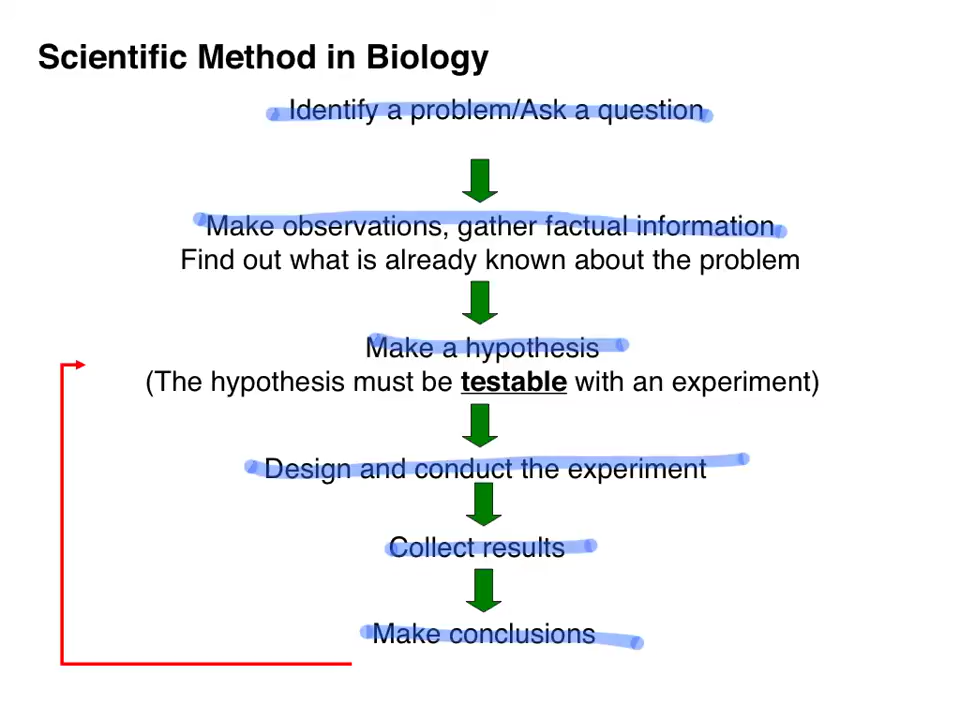 Scientific Method in Biology
Identify a problem/Ask a question
Make observations, gather factual information
Find out what is already known about the problem
Make a hypothesis
(The hypothesis must be testable with an experiment)
Design and conduct the experiment
Collect results
Make conclusions